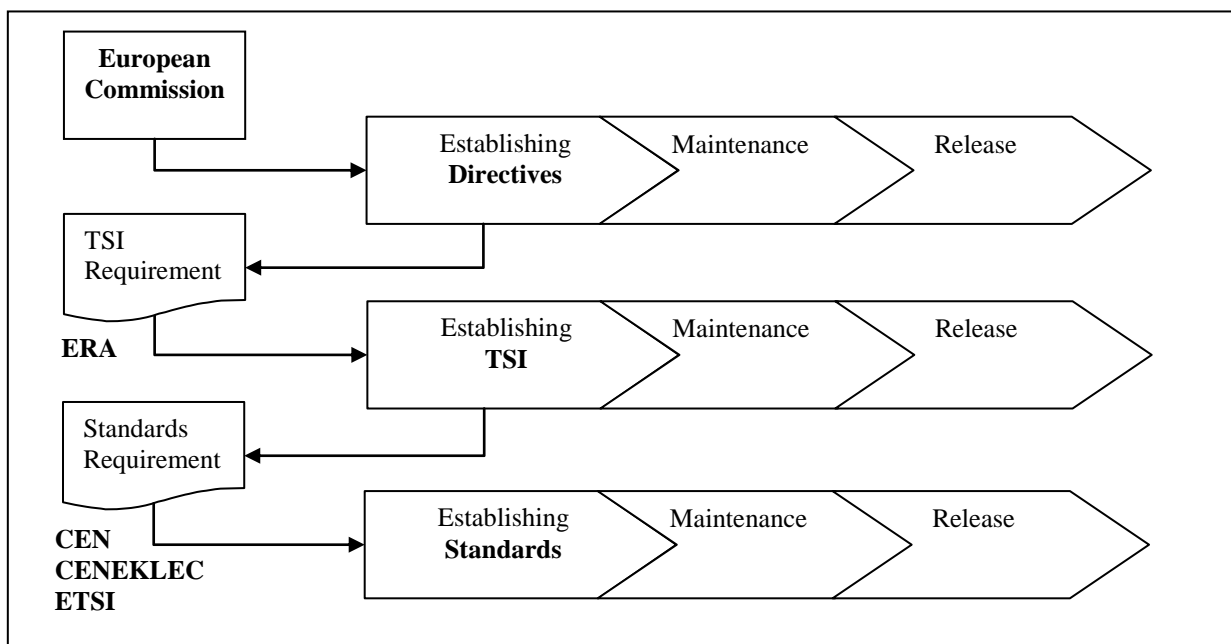 European
Commission
Establishing
Directives
Maintenance
Release
TSI
Requirement
ERA
Establishing
TSI
Maintenance
Release
Standards
Requirement
CEN
CENEKLEC
ETSI
Establishing
Standards
Maintenance
Release